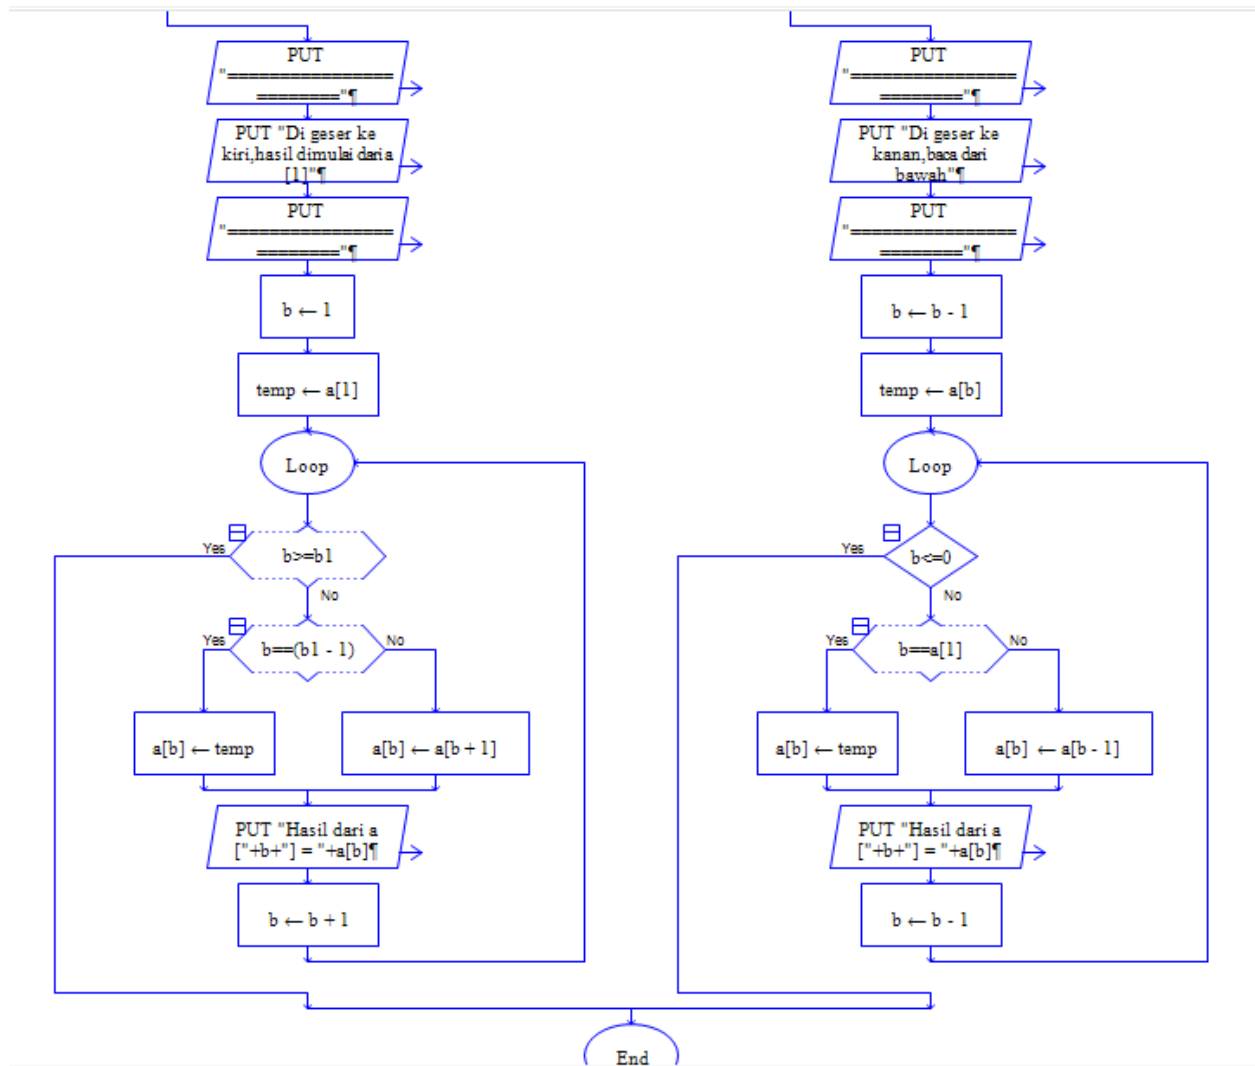 PUT
"================
========"¶
PUT "Di geser ke
kiri,hasil dimulai dari a
[1]"¶
PUT
"================
========"¶
b ← 1
temp ← a[1]
Loop
b>=b1
Yes
No
b==(b1 - 1)
Yes
No
a[b] ← temp
a[b] ← a[b + 1]
PUT "Hasil dari a
["+b+"] = "+a[b]¶
b ← b + 1
PUT
"================
========"¶
PUT "Di geser ke
kanan,baca dari
bawah"¶
PUT
"================
========"¶
b ← b - 1
temp ← a[b]
Loop
b<=0
Yes
No
b==a[1]
Yes
No
a[b] ← temp
a[b] ← a[b - 1]
PUT "Hasil dari a
["+b+"] = "+a[b]¶
b ← b - 1
End